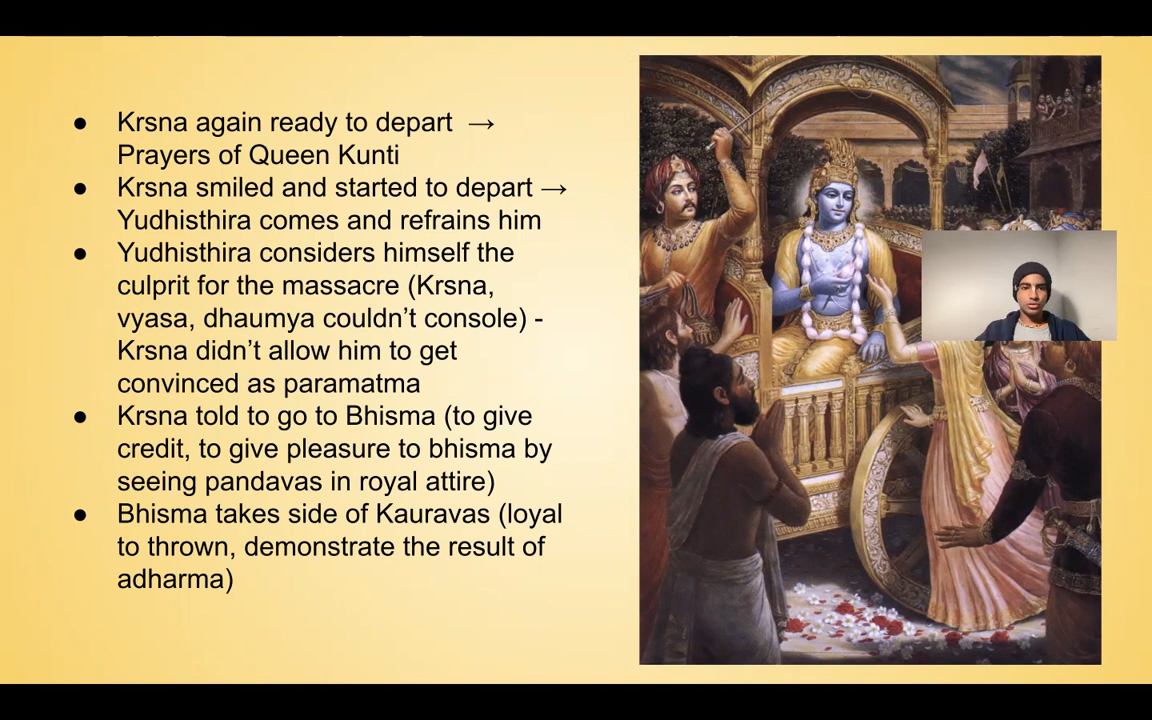 ● Krsna again ready to depart →
Prayers of Queen Kunti
● Krsna smiled and started to depart →
Yudhisthira comes and refrains him
● Yudhisthira considers himself the
culprit for the massacre (Krsna,
vyasa, dhaumya couldn’t console) -
Krsna didn’t allow him to get
convinced as paramatma
● Krsna told to go to Bhisma (to give
credit, to give pleasure to bhisma by
seeing pandavas in royal attire)
● Bhisma takes side of Kauravas (loyal
to thrown, demonstrate the result of
adharma)